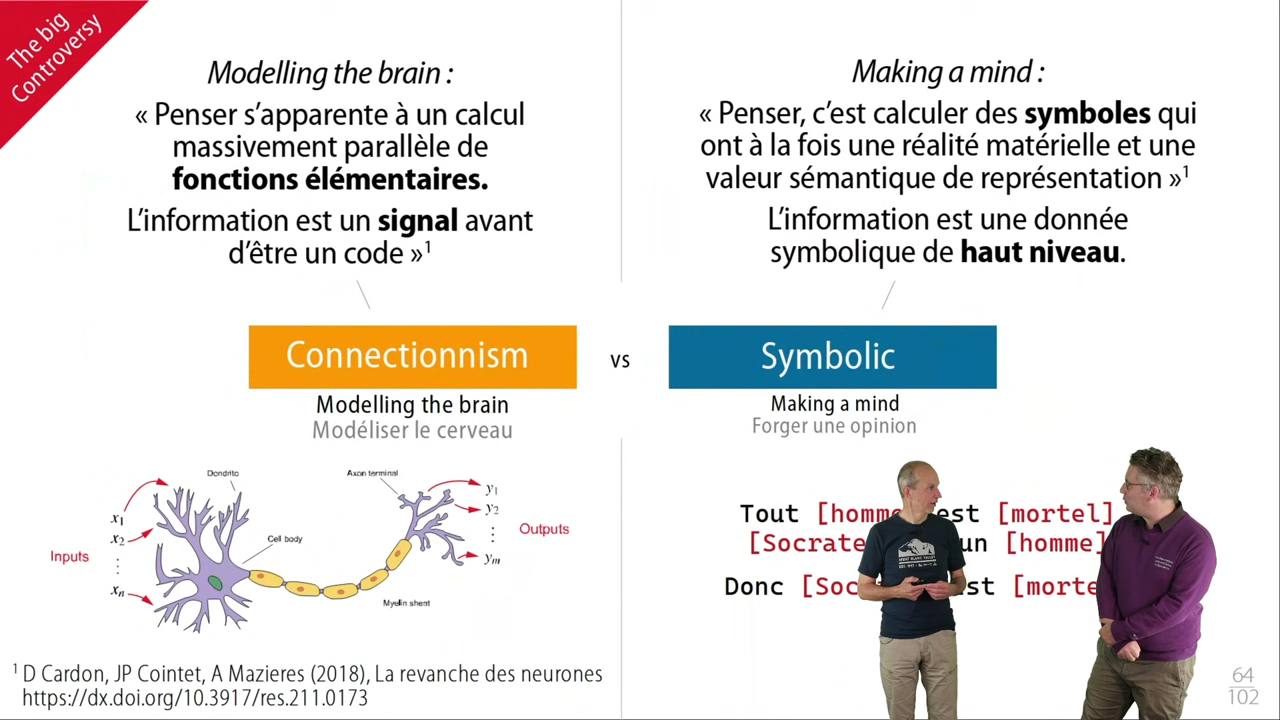 The big
Controversy
Modelling the brain :
« Penser s’apparente à un calcul
massivement parallèle de
fonctions élémentaires.
L’information est un signal avant
d’être un code »1
Making a mind :
« Penser, c’est calculer des symboles qui
ont à la fois une réalité matérielle et une
valeur sémantique de représentation »1
L’information est une donnée
symbolique de haut niveau.
Connectionnism
vs
Symbolic
Modelling the brain
Modéliser le cerveau
Making a mind
Forger une opinion
Dendrito
Axon terminal
Cell body
Myelin sheat
Inputs
x1
x2
⋮
xn
y1
y2
⋮
ym
Outputs
Tout [homme est [mortel]
[Socrate un [homme]
Donc [Soc st [morte
1 D Cardon, JP Cointet, A Mazieres (2018), La revanche des neurones
https://dx.doi.org/10.3917/res.211.0173
64
102